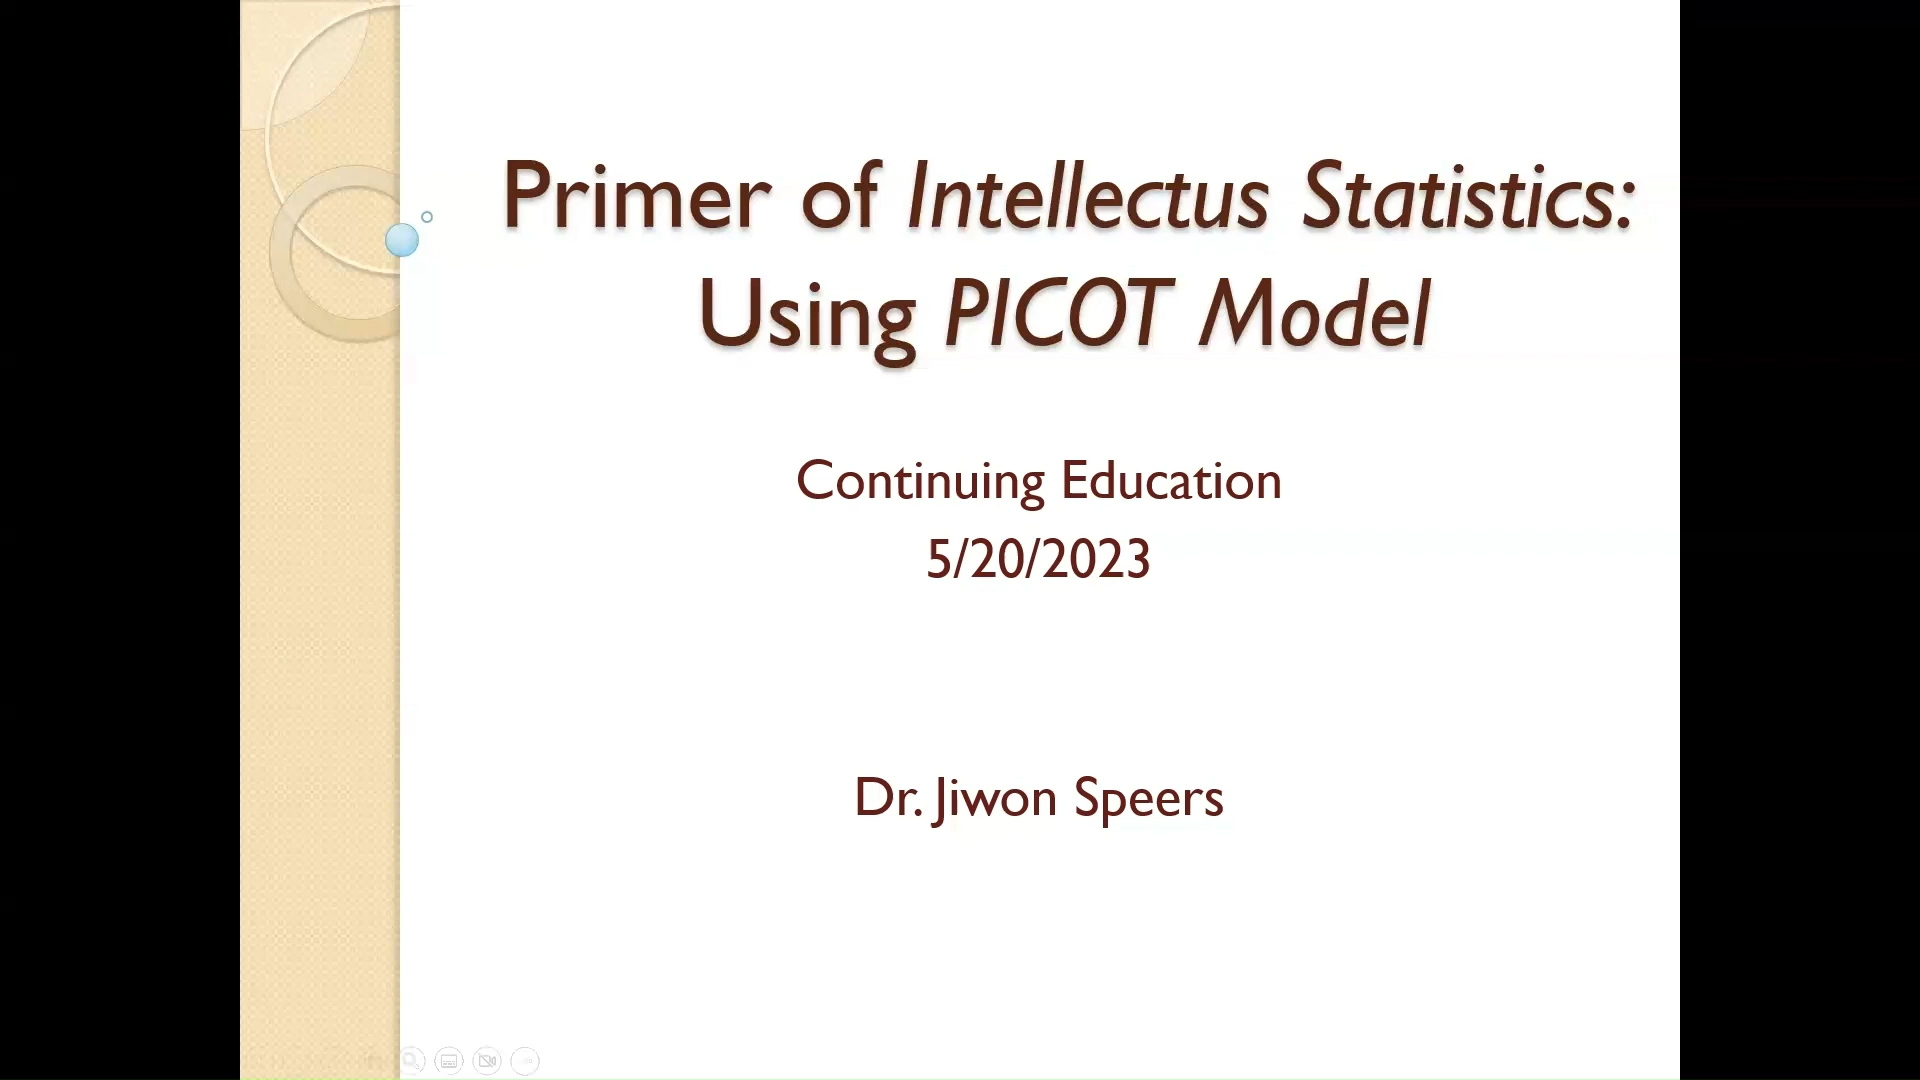 Primer of Intellectus Statistics:
Using PICOT Model
Continuing Education
5/20/2023
Dr. Jiwon Speers